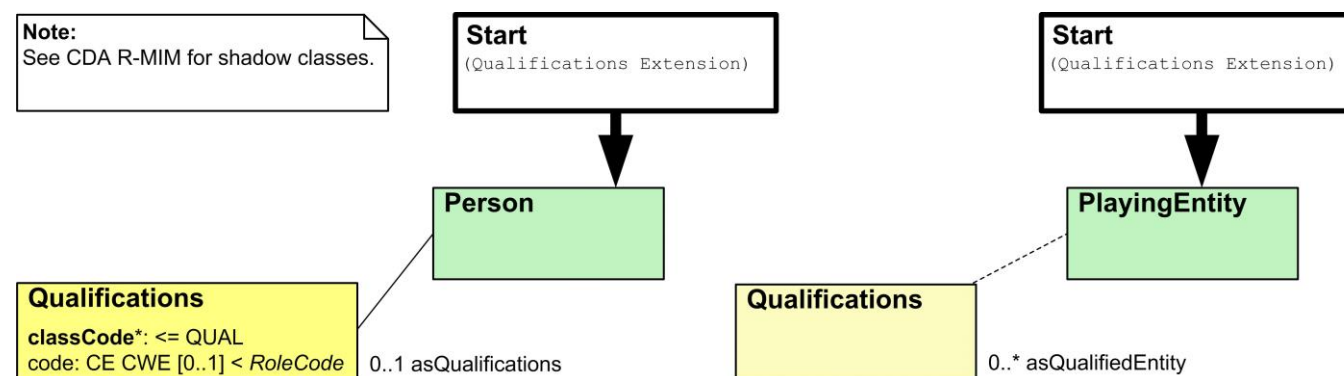 Note:
See CDA R-MIM for shadow classes.
Start
(Qualifications Extension)
Start
(Qualifications Extension)
Person
PlayingEntity
Qualifications
classCode*: <= QUAL
code: CE CWE [0..1] < RoleCode
0..1 asQualifications
Qualifications
0..* asQualifiedEntity